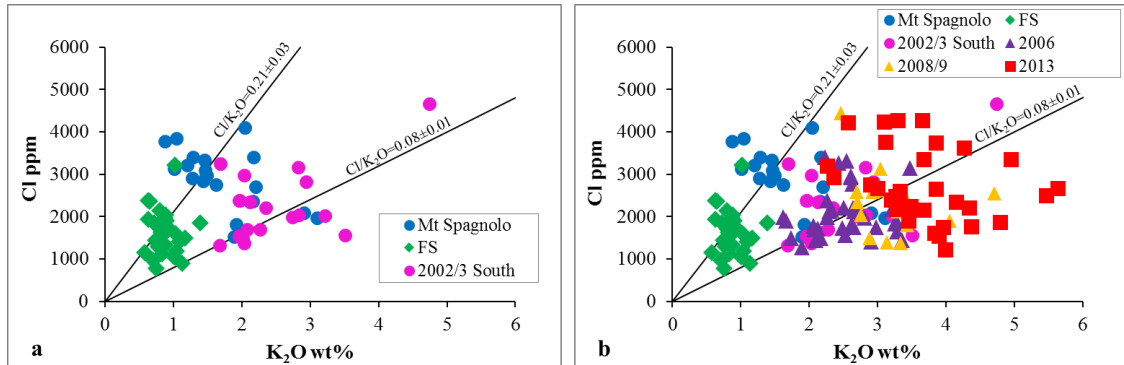 6000
5000
4000
3000
2000
1000
0
Cl ppm
0 1 2 3 4 5 6
K₂O wt%
a
Cl/K₂O=0.21±0.03
Cl/K₂O=0.08±0.01
Mt Spagnolo
FS
2002/3 South
6000
5000
4000
3000
2000
1000
0
Cl ppm
0 1 2 3 4 5 6
K₂O wt%
b
Cl/K₂O=0.21±0.03
Cl/K₂O=0.08±0.01
Mt Spagnolo FS
2002/3 South 2006
2008/9 2013